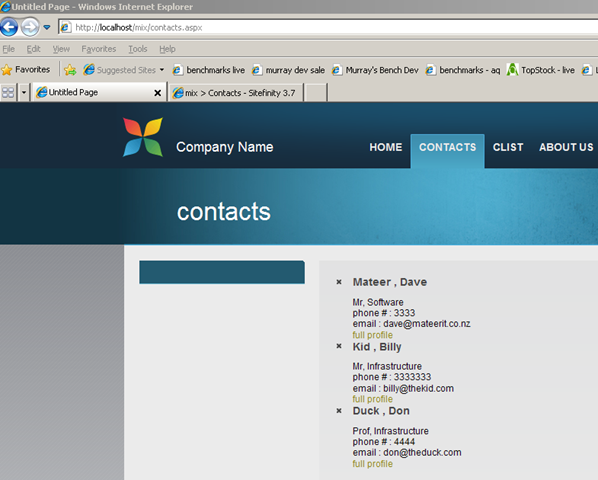 Untitled Page - Windows Internet Explorer
http://localhost/mix/contacts.aspx
File Edit View Favorites Tools Help
Favorites Suggested Sites benchmarks live murray dev sale Murray's Bench Dev benchmarks - aq TopStock - live
Untitled Page mix > Contacts - Sitefinity 3.7
Company Name HOME CONTACTS CLIST ABOUT US
contacts
Mateer , Dave
Mr, Software
phone # : 3333
email : dave@mateerit.co.nz
full profile
Kid , Billy
Mr, Infrastructure
phone # : 3333333
email : billy@thekid.com
full profile
Duck , Don
Prof, Infrastructure
phone # : 4444
email : don@theduck.com
full profile